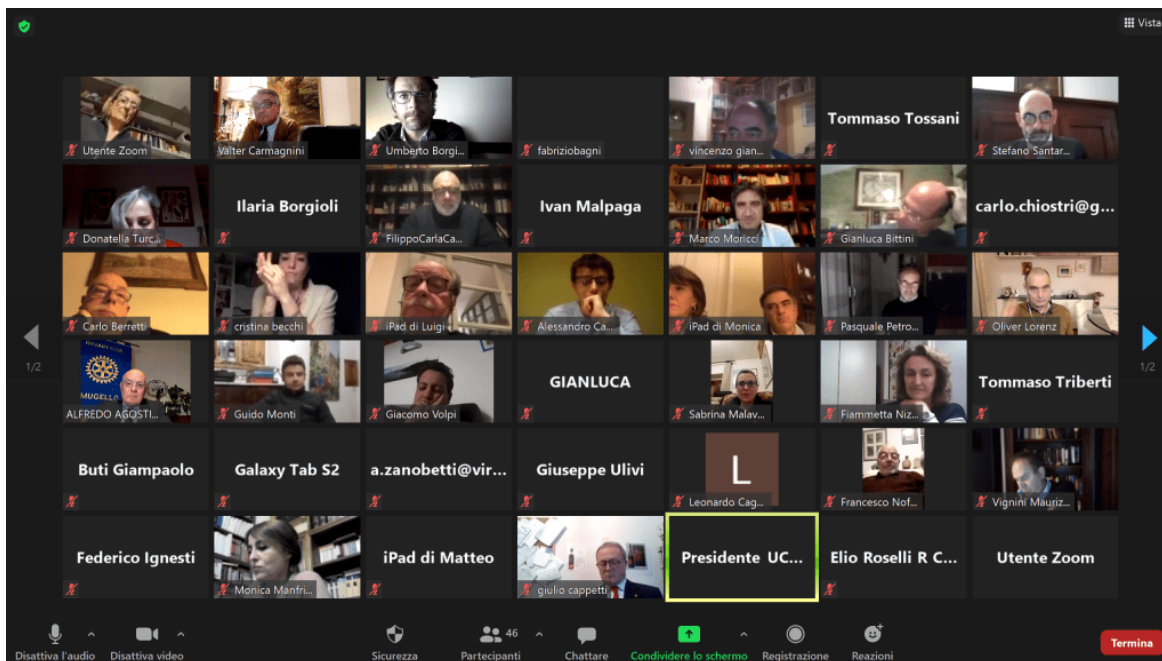 Vista
Utente Zoom
Valter Carmagnini
Umberto Borgi...
fabriziobagni
vincenzo gian...
Tommaso Tossani
Stefano Santar...
Donatella Turc...
Ilaria Borgioli
FilippoCarlaCa...
Ivan Malpaga
Marco Moricci
Gianluca Bittini
carlo.chiostri@g...
Carlo Berretti
cristina becchi
iPad di Luigi
Alessandro Ca...
iPad di Monica
Pasquale Petro...
Oliver Lorenz
1/2
1/2
ROTARY CLUB
MUGELLO
ALFREDO AGOSTI...
Guido Monti
Giacomo Volpi
GIANLUCA
Sabrina Malav...
Fiammetta Niz...
Tommaso Triberti
Buti Giampaolo
Galaxy Tab S2
a.zanobetti@vir...
Giuseppe Ulivi
L
Leonardo Cag...
Francesco Nof...
Vignini Mauriz...
Federico Ignesti
Monica Manfri...
iPad di Matteo
giulio cappetti
Presidente UC...
Elio Roselli R C...
Utente Zoom
Disattiva l'audio
Disattiva video
Sicurezza
46
Partecipanti
Chattare
Condividere lo schermo
Registrazione
Reazioni
Termina